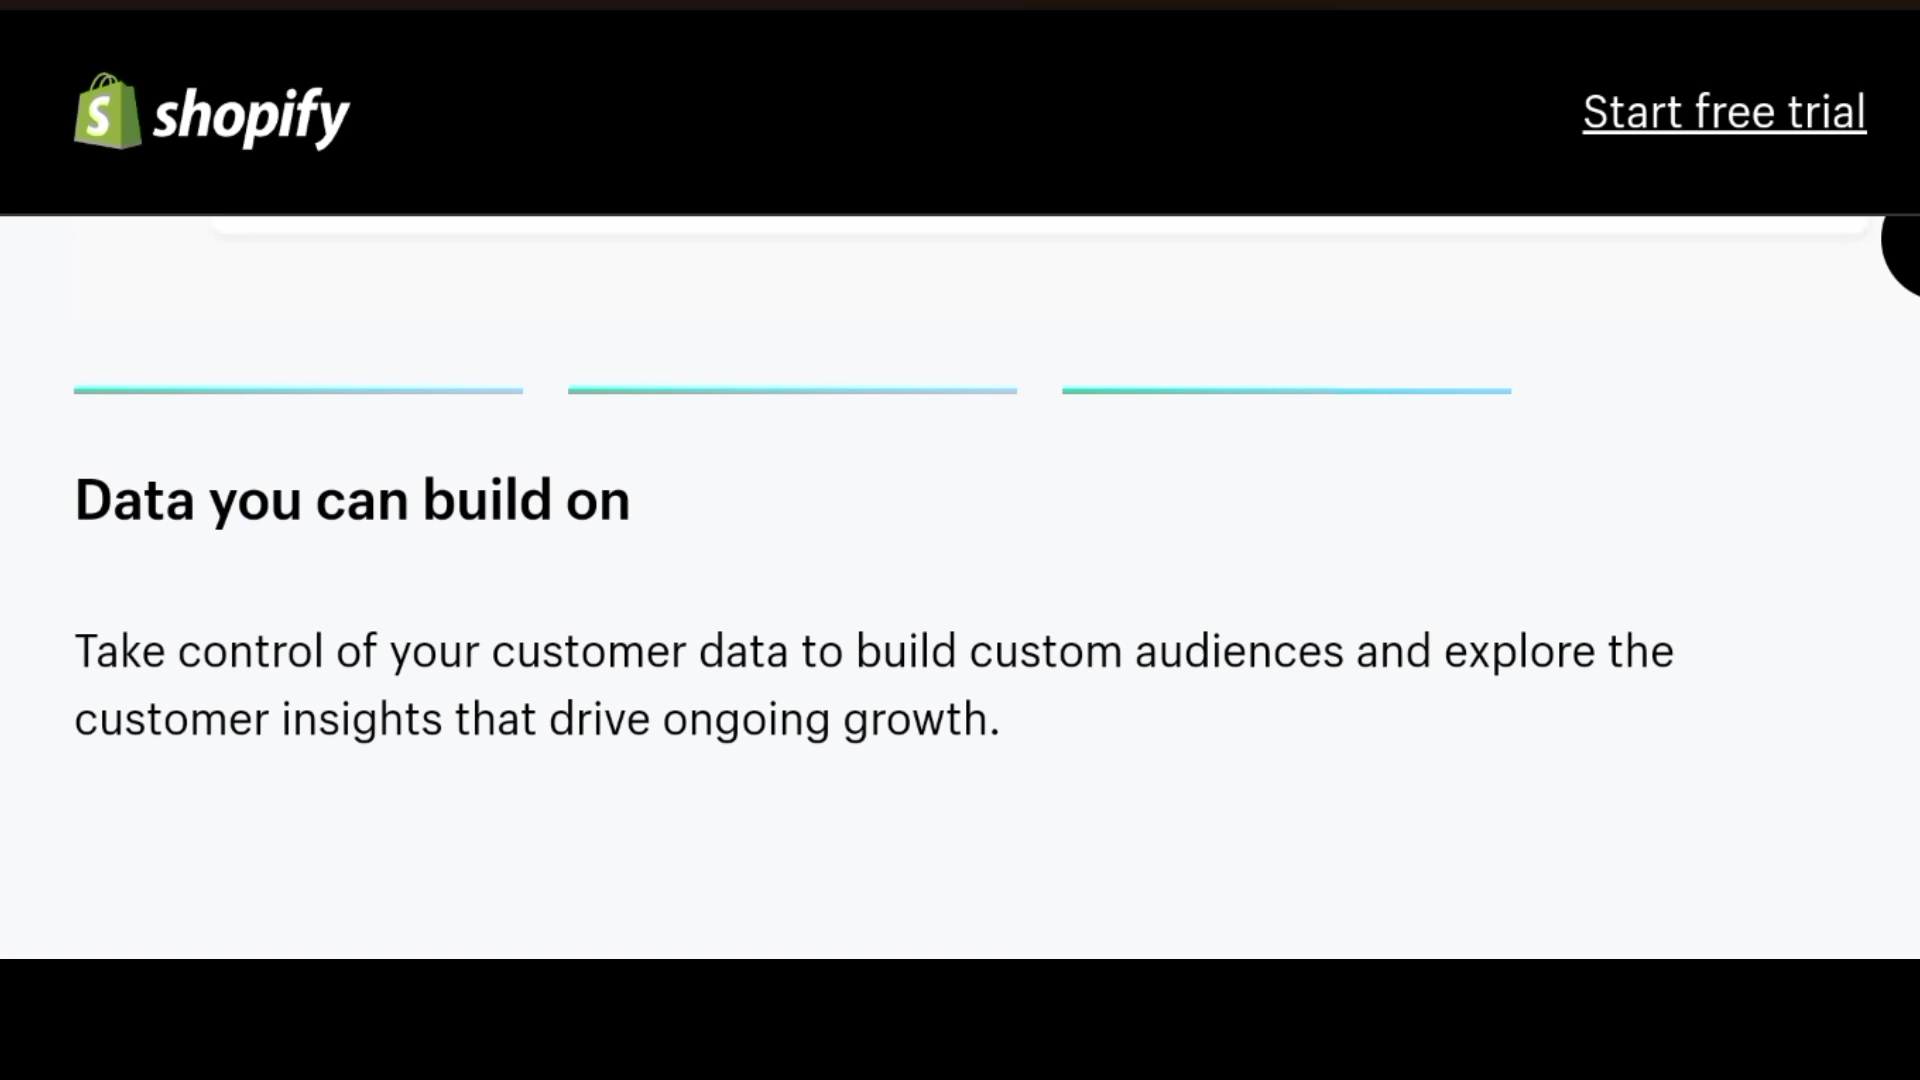 shopify
Start free trial
Data you can build on
Take control of your customer data to build custom audiences and explore the
customer insights that drive ongoing growth.